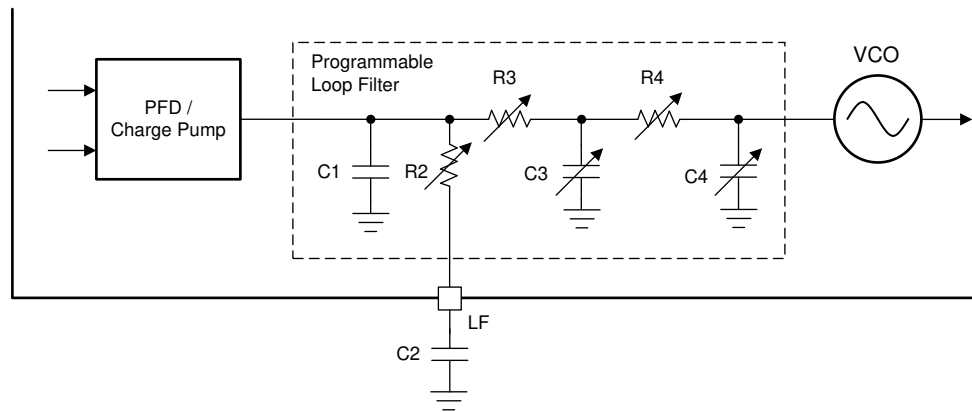 Programmable
Loop Filter
VCO
PFD /
Charge Pump
R3
R4
C1
R2
C3
C4
LF
C2